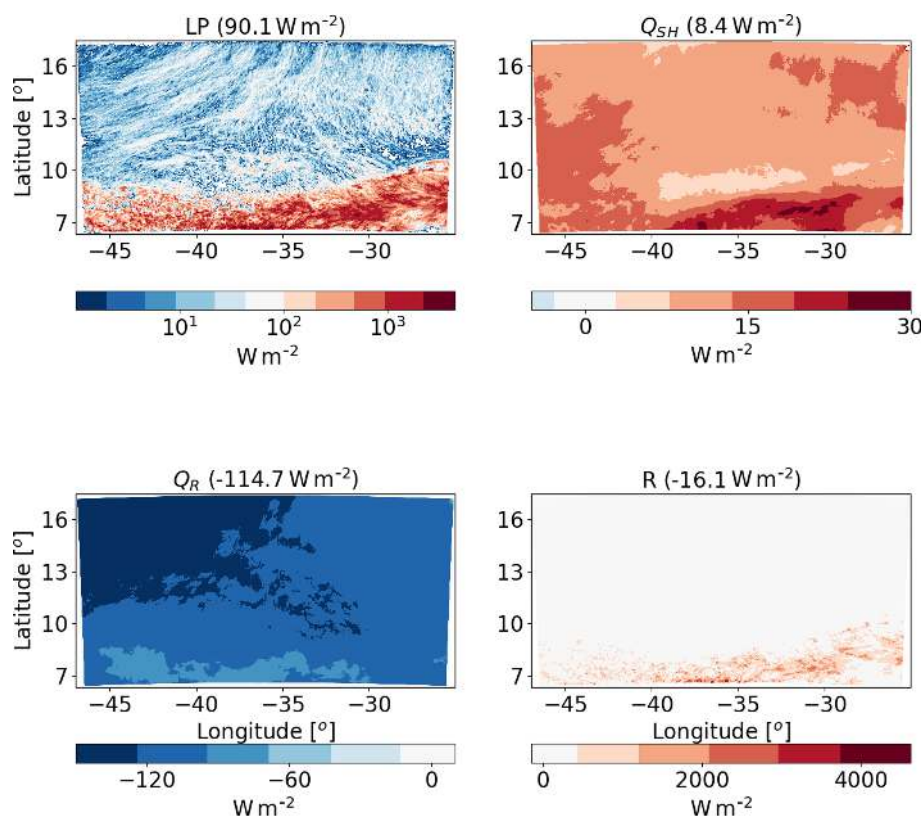 LP (90.1 W m⁻²)
Q_SH (8.4 W m⁻²)
Latitude [°]
16
13
10
7
−45 −40 −35 −30
16
13
10
7
−45 −40 −35 −30
10¹ 10² 10³
W m⁻²
0 15 30
W m⁻²
Q_R (-114.7 W m⁻²)
R (-16.1 W m⁻²)
Latitude [°]
16
13
10
7
−45 −40 −35 −30
Longitude [°]
16
13
10
7
−45 −40 −35 −30
Longitude [°]
−120 −60 0
W m⁻²
0 2000 4000
W m⁻²